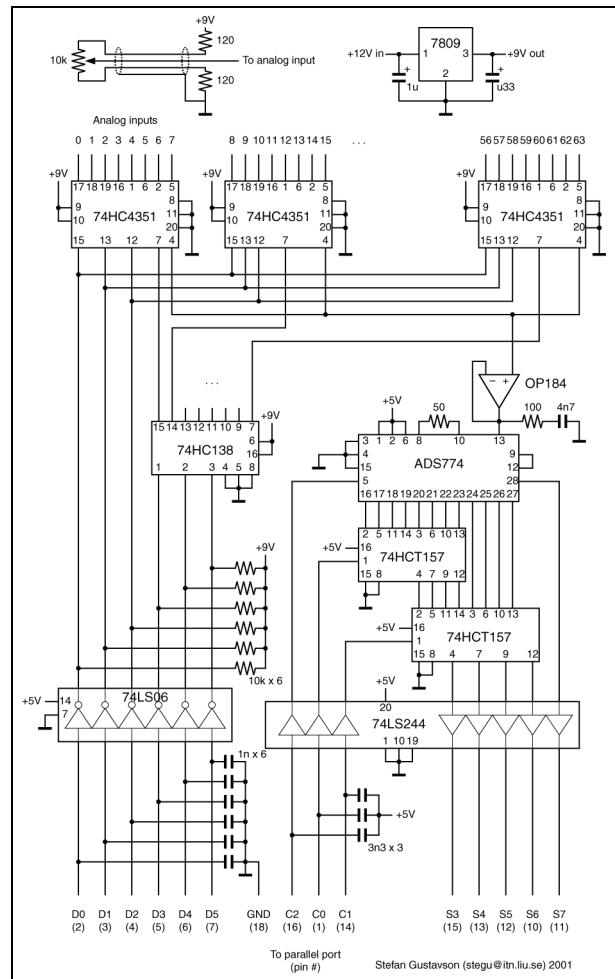 +9V
120
10k
To analog input
120
+12V in 1 7809 3 +9V out
2
+ 1u
+ u33
Analog inputs
0 1 2 3 4 5 6 7
8 9 10 11 12 13 14 15 ...
56 57 58 59 60 61 62 63
+9V 17 18 19 16 1 6 2 5
9 8
10 11
74HC4351 20
15 13 12 7 4
+9V 17 18 19 16 1 6 2 5
9 8
10 11
74HC4351 20
15 13 12 7 4
+9V 17 18 19 16 1 6 2 5
9 8
10 11
74HC4351 20
15 13 12 7 4
...
15 14 13 12 11 10 9 7
+9V
6
16
74HC138
1 2 3 4 5 8
− +
OP184
+5V
50
100
4n7
3 1 2 6 8 10 13
4 9
15 ADS774 12
5 28
16 17 18 19 20 21 22 23 24 25 26 27
2 5 11 14 3 6 10 13
+5V 16
1 74HCT157
15 8 4 7 9 12
2 5 11 14 3 6 10 13
+5V 16
1 74HCT157
15 8 4 7 9 12
+9V
10k x 6
+5V 14 74LS06
7
+5V
20
74LS244
1 10 19
1n x 6
+5V
3n3 x 3
D0 D1 D2 D3 D4 D5 GND C2 C0 C1 S3 S4 S5 S6 S7
(2) (3) (4) (5) (6) (7) (18) (16) (1) (14) (15) (13) (12) (10) (11)
To parallel port
(pin #)
Stefan Gustavson (stegu@itn.liu.se) 2001